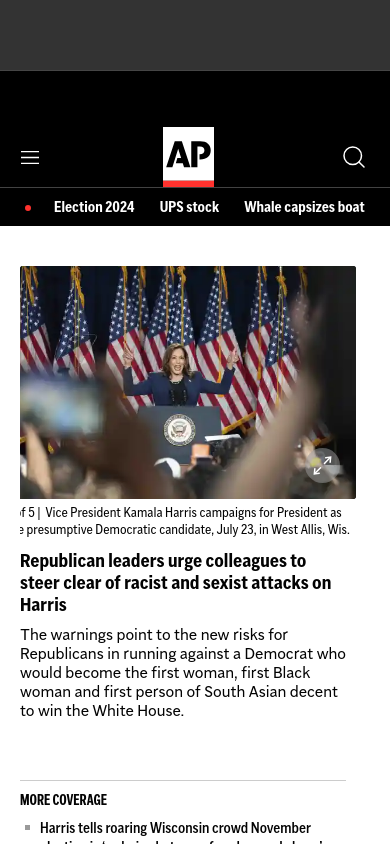 AP
Election 2024 UPS stock Whale capsizes boat
of 5 | Vice President Kamala Harris campaigns for President as
e presumptive Democratic candidate, July 23, in West Allis, Wis.
Republican leaders urge colleagues to
steer clear of racist and sexist attacks on
Harris
The warnings point to the new risks for
Republicans in running against a Democrat who
would become the first woman, first Black
woman and first person of South Asian decent
to win the White House.
MORE COVERAGE
Harris tells roaring Wisconsin crowd November